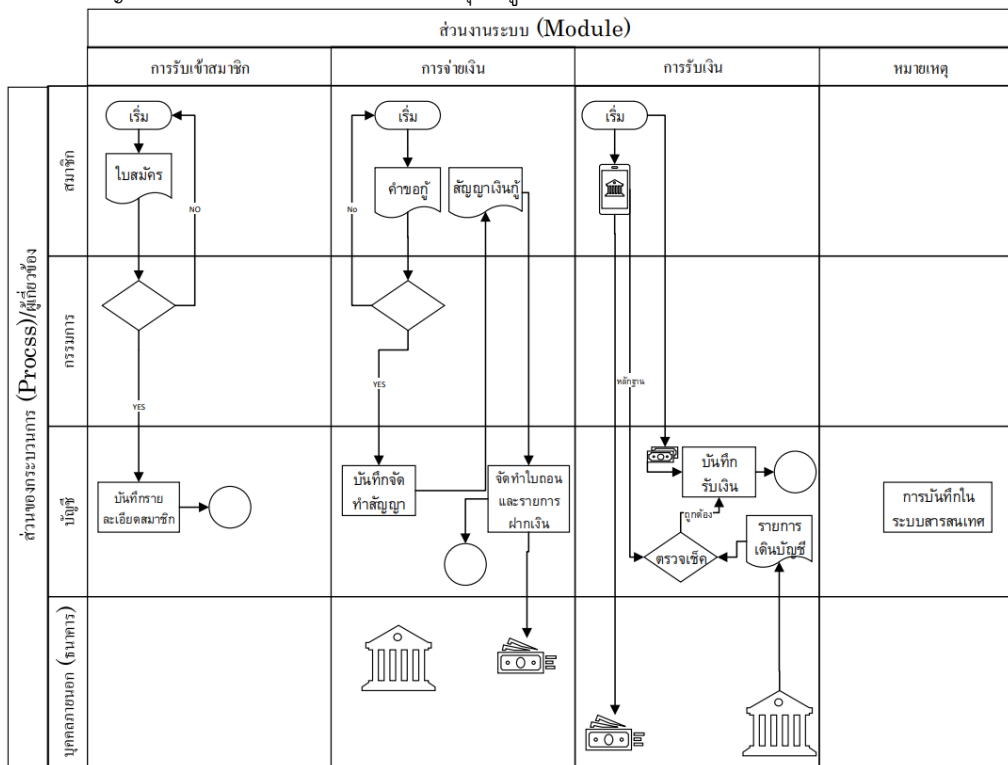 ส่วนงานระบบ (Module)
การรับเข้าสมาชิก
การจ่ายเงิน
การรับเงิน
หมายเหตุ
ส่วนของกระบวนการ (Procss)/ผู้เกี่ยวข้อง
สมาชิก
เริ่ม
ใบสมัคร
NO
เริ่ม
คำขอกู้
สัญญาเงินกู้
No
เริ่ม
กรรมการ
YES
YES
หลักฐาน
บัญชี
บันทึกราย
ละเอียดสมาชิก
บันทึกจัด
ทำสัญญา
จัดทำใบถอน
และรายการ
ฝากเงิน
บันทึก
รับเงิน
ถูกต้อง
ตรวจเช็ค
รายการ
เดินบัญชี
การบันทึกใน
ระบบสารสนเทศ
บุคคลภายนอก (ธนาคาร)